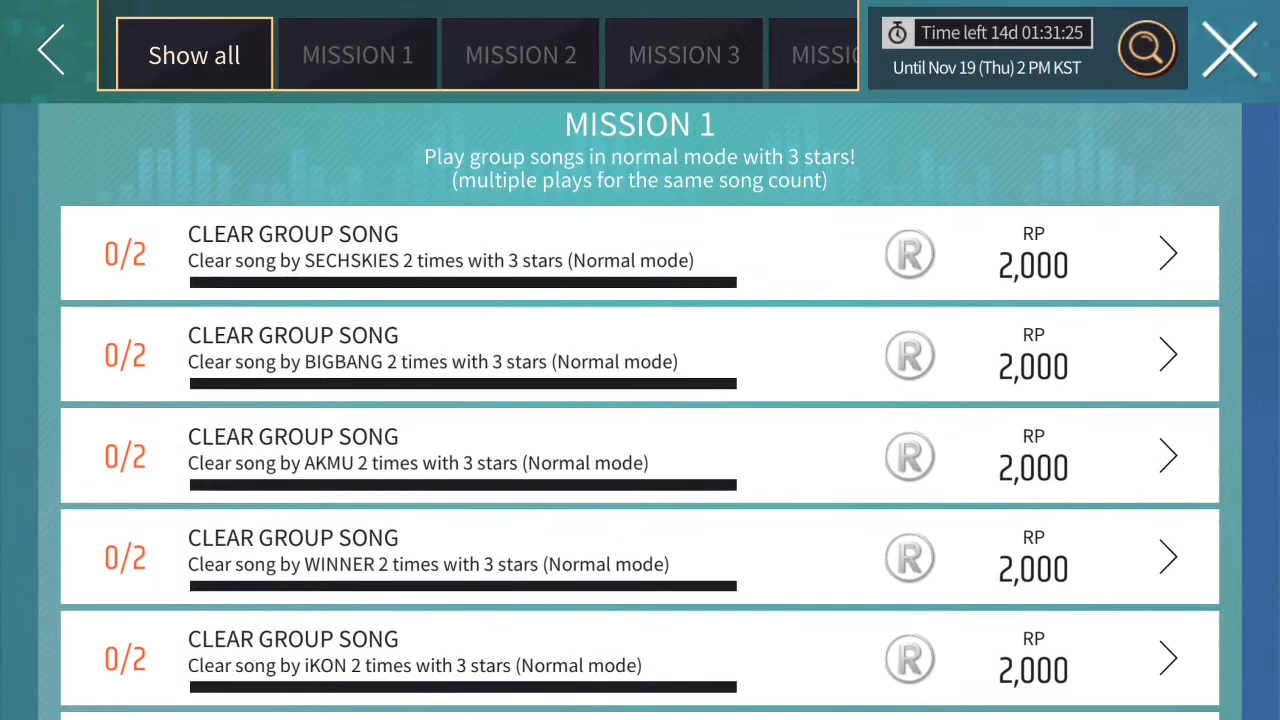 Show all
MISSION 1
MISSION 2
MISSION 3
MISSIO
Time left 14d 01:31:25
Until Nov 19 (Thu) 2 PM KST
MISSION 1
Play group songs in normal mode with 3 stars!
(multiple plays for the same song count)
0/2
CLEAR GROUP SONG
Clear song by SECHSKIES 2 times with 3 stars (Normal mode)
R
RP
2,000
0/2
CLEAR GROUP SONG
Clear song by BIGBANG 2 times with 3 stars (Normal mode)
R
RP
2,000
0/2
CLEAR GROUP SONG
Clear song by AKMU 2 times with 3 stars (Normal mode)
R
RP
2,000
0/2
CLEAR GROUP SONG
Clear song by WINNER 2 times with 3 stars (Normal mode)
R
RP
2,000
0/2
CLEAR GROUP SONG
Clear song by iKON 2 times with 3 stars (Normal mode)
R
RP
2,000